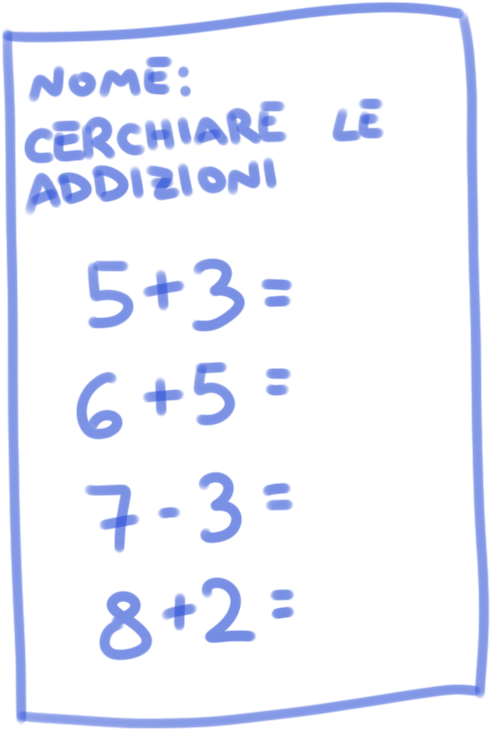 NOME:
CERCHIARE LE
ADDIZIONI
5+3=
6+5=
7-3=
8+2=